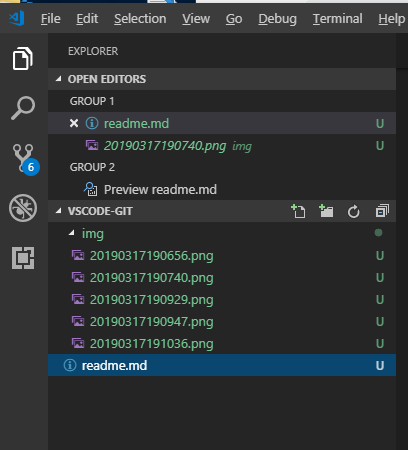 File Edit Selection View Go Debug Terminal Help
EXPLORER
OPEN EDITORS
GROUP 1
readme.md U
20190317190740.png img U
GROUP 2
Preview readme.md
VSCODE-GIT
img
20190317190656.png U
20190317190740.png U
20190317190929.png U
20190317190947.png U
20190317191036.png U
readme.md U
6